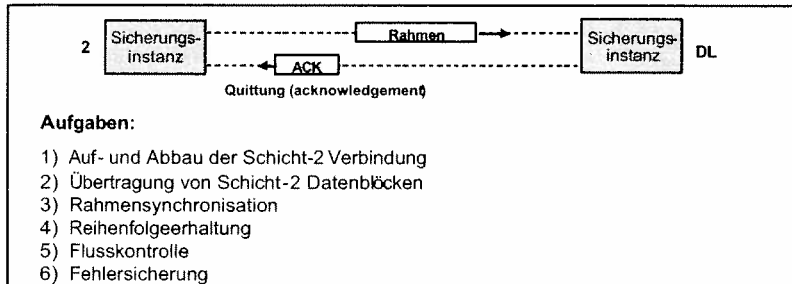 Sicherungs-
instanz
2
Rahmen
Sicherungs-
instanz
DL
ACK
Quittung (acknowledgement)
Aufgaben:
1) Auf- und Abbau der Schicht-2 Verbindung
2) Übertragung von Schicht-2 Datenblöcken
3) Rahmensynchronisation
4) Reihenfolgeerhaltung
5) Flusskontrolle
6) Fehlersicherung